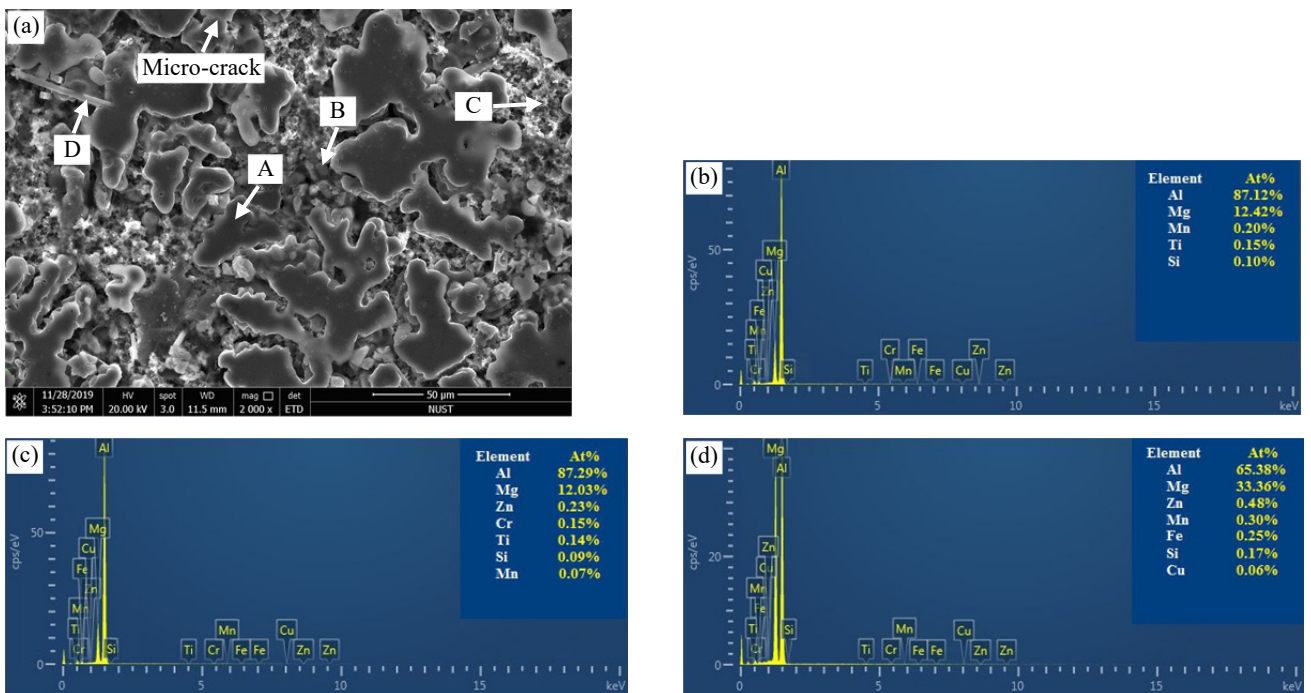 (a)
Micro-crack
B
C
D
A
11/28/2019 HV spot WD mag det 50 μm
3:52:10 PM 20.00 kV 3.0 11.5 mm 2 000 x ETD NUST
(b)
Element At%
Al 87.12%
Mg 12.42%
Mn 0.20%
Ti 0.15%
Si 0.10%
cps/eV
50
0
Al
Mg
Cu
Zn
Fe
Mn
Ti
Cr Si Ti Cr Mn Fe Fe Cu Zn Zn
0 5 10 15 keV
(c)
Element At%
Al 87.29%
Mg 12.03%
Zn 0.23%
Cr 0.15%
Ti 0.14%
Si 0.09%
Mn 0.07%
cps/eV
50
0
Al
Mg
Cu
Fe
Zn
Mn
Ti
Cr Si Ti Cr Mn Fe Fe Cu Zn Zn
0 5 10 15 keV
(d)
Element At%
Al 65.38%
Mg 33.36%
Zn 0.48%
Mn 0.30%
Fe 0.25%
Si 0.17%
Cu 0.06%
cps/eV
20
0
Mg
Al
Zn
Cu
Mn
Fe
Ti
Cr Si Ti Cr Mn Fe Fe Cu Zn Zn
0 5 10 15 keV